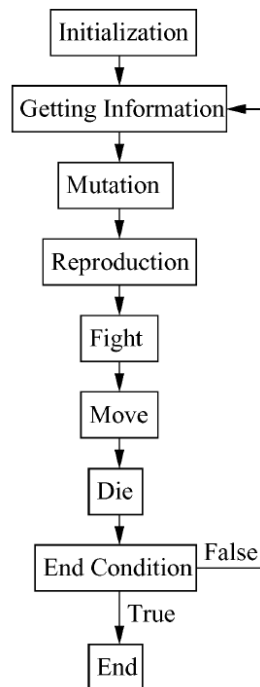 Initialization
Getting Information
Mutation
Reproduction
Fight
Move
Die
End Condition
False
True
End